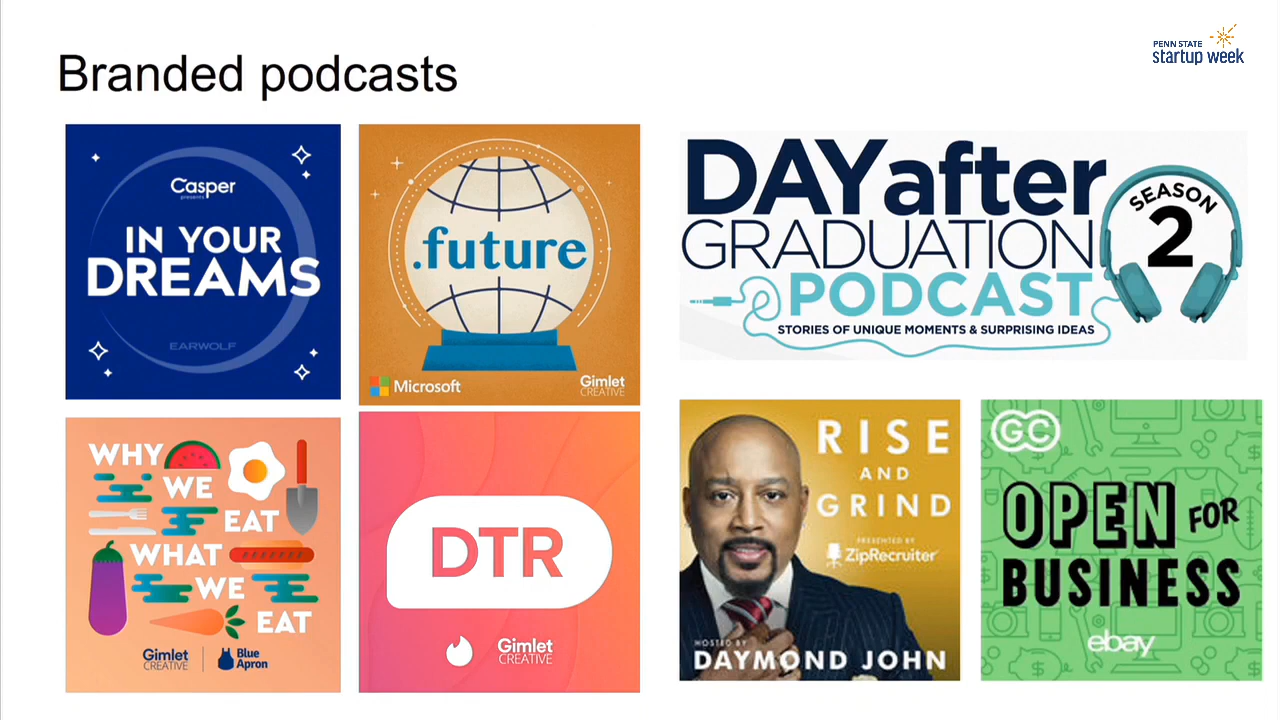 PENN STATE
startup week
Branded podcasts
Casper
presents
IN YOUR
DREAMS
EARWOLF
.future
Microsoft
Gimlet
CREATIVE
DAY after
GRADUATION
PODCAST
STORIES OF UNIQUE MOMENTS & SURPRISING IDEAS
SEASON
2
WHY
WE
EAT
WHAT
WE
EAT
Gimlet
CREATIVE
Blue
Apron
DTR
Gimlet
CREATIVE
RISE
AND
GRIND
PRESENTED BY
ZipRecruiter
HOSTED BY
DAYMOND JOHN
GC
OPEN FOR
BUSINESS
ebay